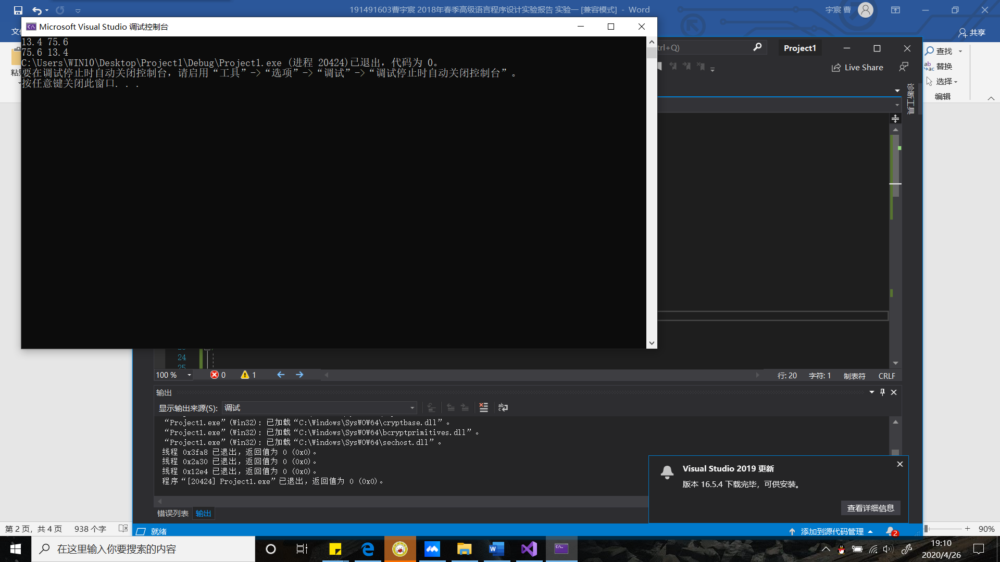 191491603曹宇宸 2018年春季高级语言程序设计实验报告 实验一 [兼容模式] - Word
宇宸 曹
共享
Microsoft Visual Studio 调试控制台
13.4 75.6
75.6 13.4
C:\Users\WIN10\Desktop\Project1\Debug\Project1.exe (进程 20424)已退出，代码为 0。
要在调试停止时自动关闭控制台，请启用“工具”->“选项”->“调试”->“调试停止时自动关闭控制台”。
按任意键关闭此窗口. . .
trl+Q)
Project1
Live Share
查找
替换
选择
编辑
诊断工具
24
25
100 %
0
1
行: 20
字符: 1
制表符
CRLF
输出
显示输出来源(S):
调试
“Project1.exe”(Win32): 已加载“C:\Windows\SysWOW64\cryptbase.dll”。
“Project1.exe”(Win32): 已加载“C:\Windows\SysWOW64\bcryptprimitives.dll”。
“Project1.exe”(Win32): 已加载“C:\Windows\SysWOW64\sechost.dll”。
线程 0x3fa8 已退出，返回值为 0 (0x0)。
线程 0x2a30 已退出，返回值为 0 (0x0)。
线程 0x12e4 已退出，返回值为 0 (0x0)。
程序“[20424] Project1.exe”已退出，返回值为 0 (0x0)。
错误列表
输出
Visual Studio 2019 更新
版本 16.5.4 下载完毕，可供安装。
查看详细信息
第 2 页，共 4 页
938 个字
就绪
添加到源代码管理
2
90%
在这里输入你要搜索的内容
19:10
2020/4/26